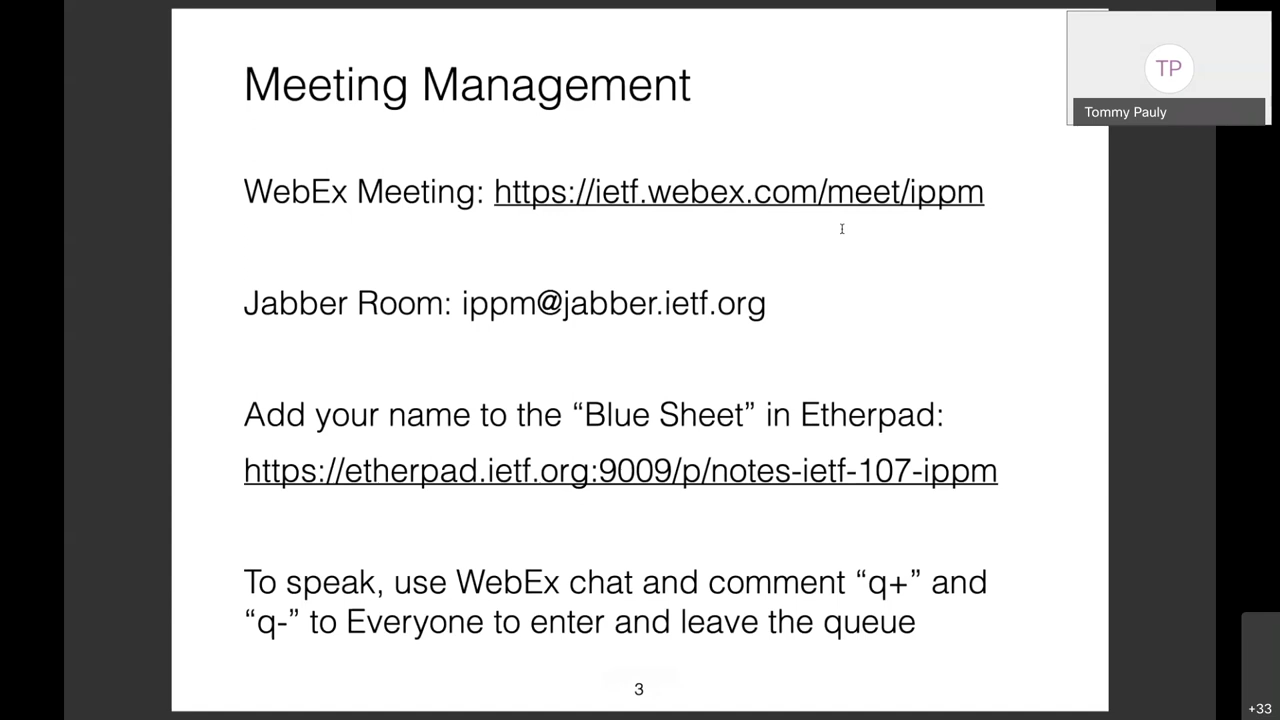 Meeting Management
TP
Tommy Pauly
WebEx Meeting: https://ietf.webex.com/meet/ippm
Jabber Room: ippm@jabber.ietf.org
Add your name to the “Blue Sheet” in Etherpad:
https://etherpad.ietf.org:9009/p/notes-ietf-107-ippm
To speak, use WebEx chat and comment “q+” and
“q-” to Everyone to enter and leave the queue
3
+33